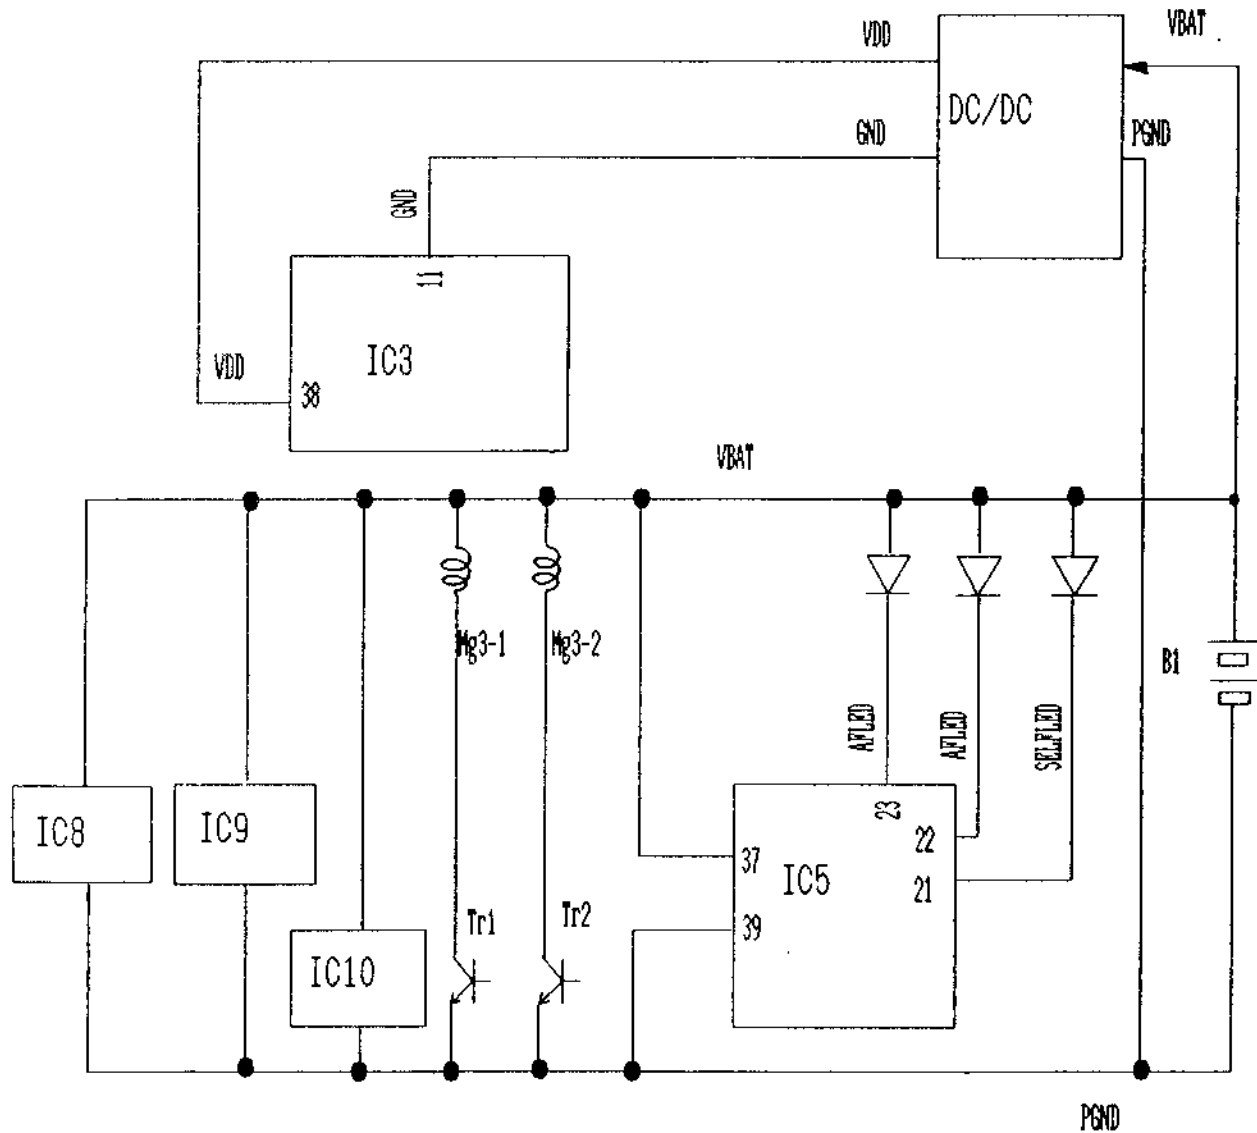 VBAT
VDD
DC/DC
GND
PGND
GND
11
IC3
VDD
38
VBAT
Mg3-1
Mg3-2
B1
AFLED
AFLED
SELFLED
23
IC8
IC9
22
37
IC5
21
Tr1
Tr2
39
IC10
PGND